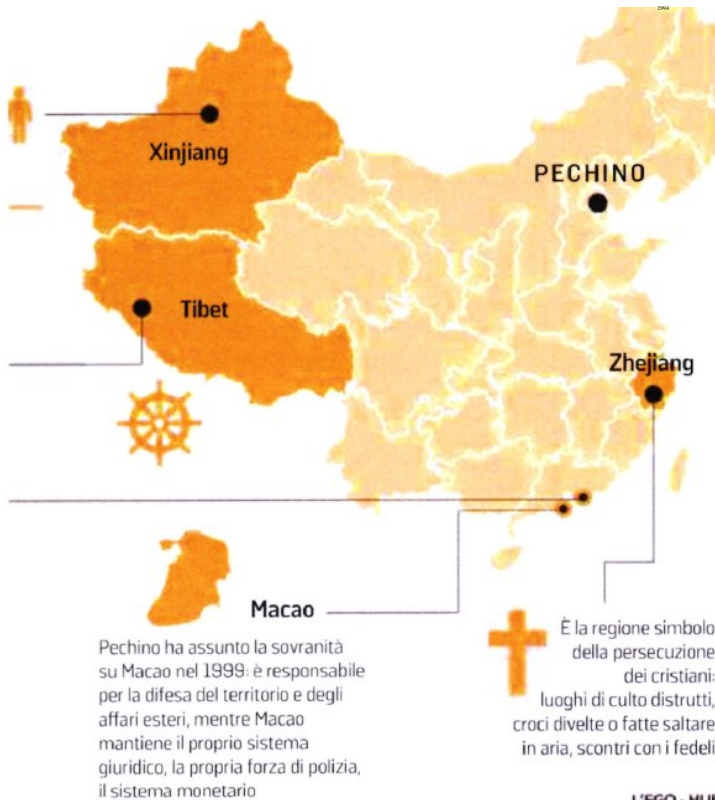 2994
Xinjiang
PECHINO
Tibet
Zhejiang
Macao
Pechino ha assunto la sovranità
su Macao nel 1999: è responsabile
per la difesa del territorio e degli
affari esteri, mentre Macao
mantiene il proprio sistema
giuridico, la propria forza di polizia,
il sistema monetario
È la regione simbolo
della persecuzione
dei cristiani:
luoghi di culto distrutti,
croci divelte o fatte saltare
in aria, scontri con i fedeli
L'EGO - HUB